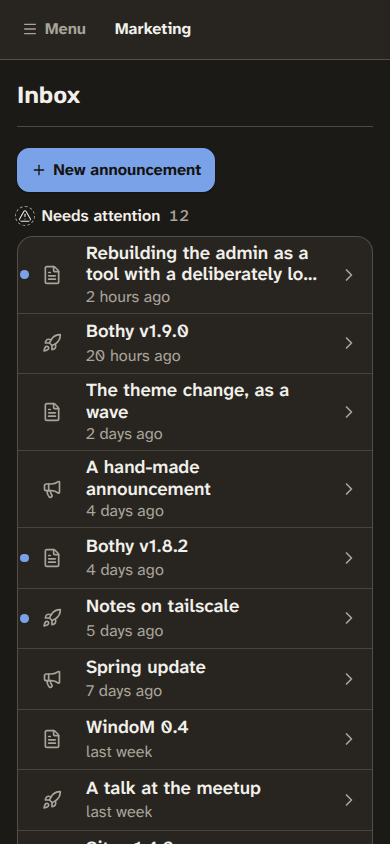 Menu Marketing
Inbox
+ New announcement
Needs attention 12
Rebuilding the admin as a
tool with a deliberately lo...
2 hours ago
Bothy v1.9.0
20 hours ago
The theme change, as a
wave
2 days ago
A hand-made
announcement
4 days ago
Bothy v1.8.2
4 days ago
Notes on tailscale
5 days ago
Spring update
7 days ago
WindoM 0.4
last week
A talk at the meetup
last week